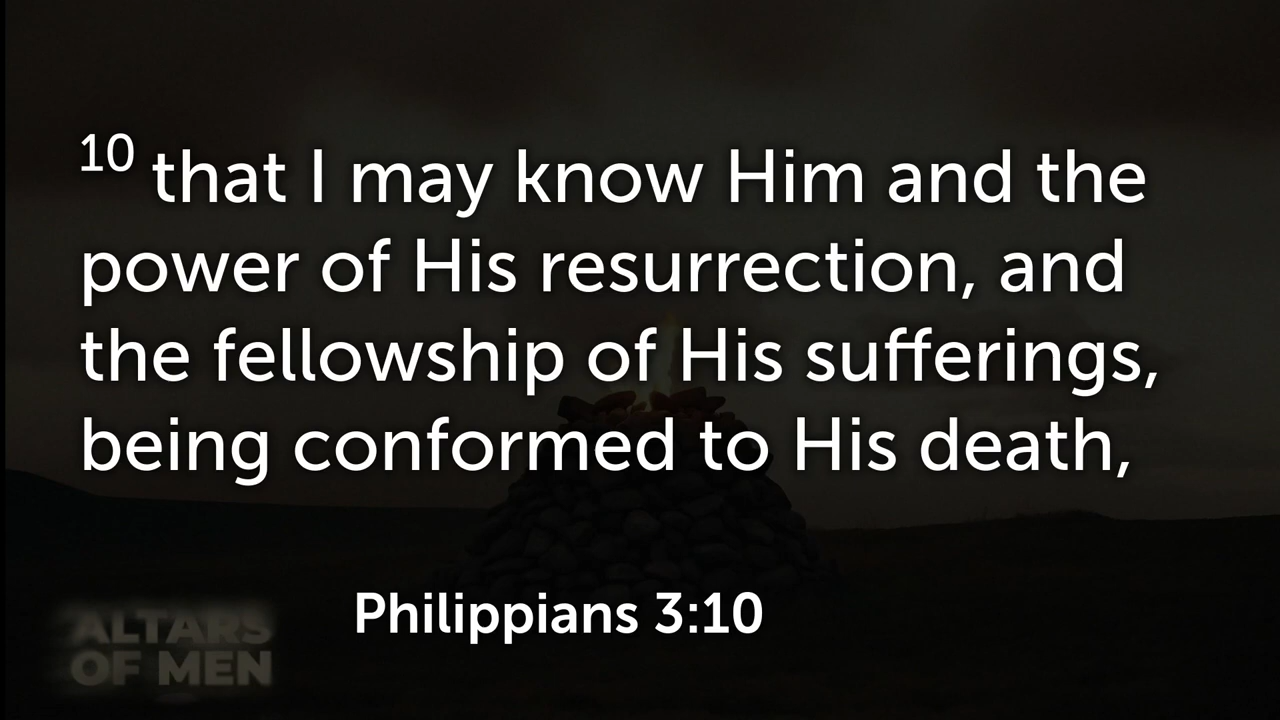 10 that I may know Him and the
power of His resurrection, and
the fellowship of His sufferings,
being conformed to His death,
Philippians 3:10
ALTARS
OF MEN